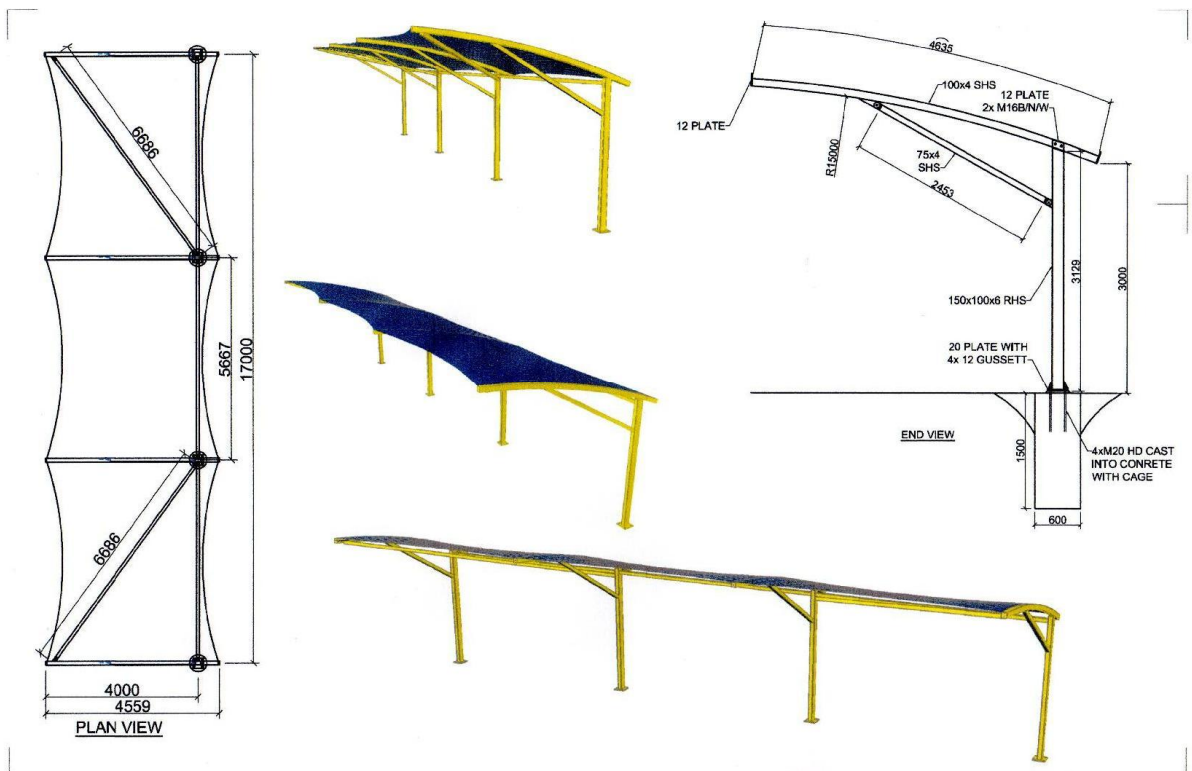 6686
5667
17000
6686
4000
4559
PLAN VIEW
4635
100x4 SHS
12 PLATE
2x M16B/N/W
12 PLATE
R15000
75x4
SHS
2453
150x100x6 RHS
3129
3000
20 PLATE WITH
4x 12 GUSSETT
END VIEW
1500
4xM20 HD CAST
INTO CONRETE
WITH CAGE
600